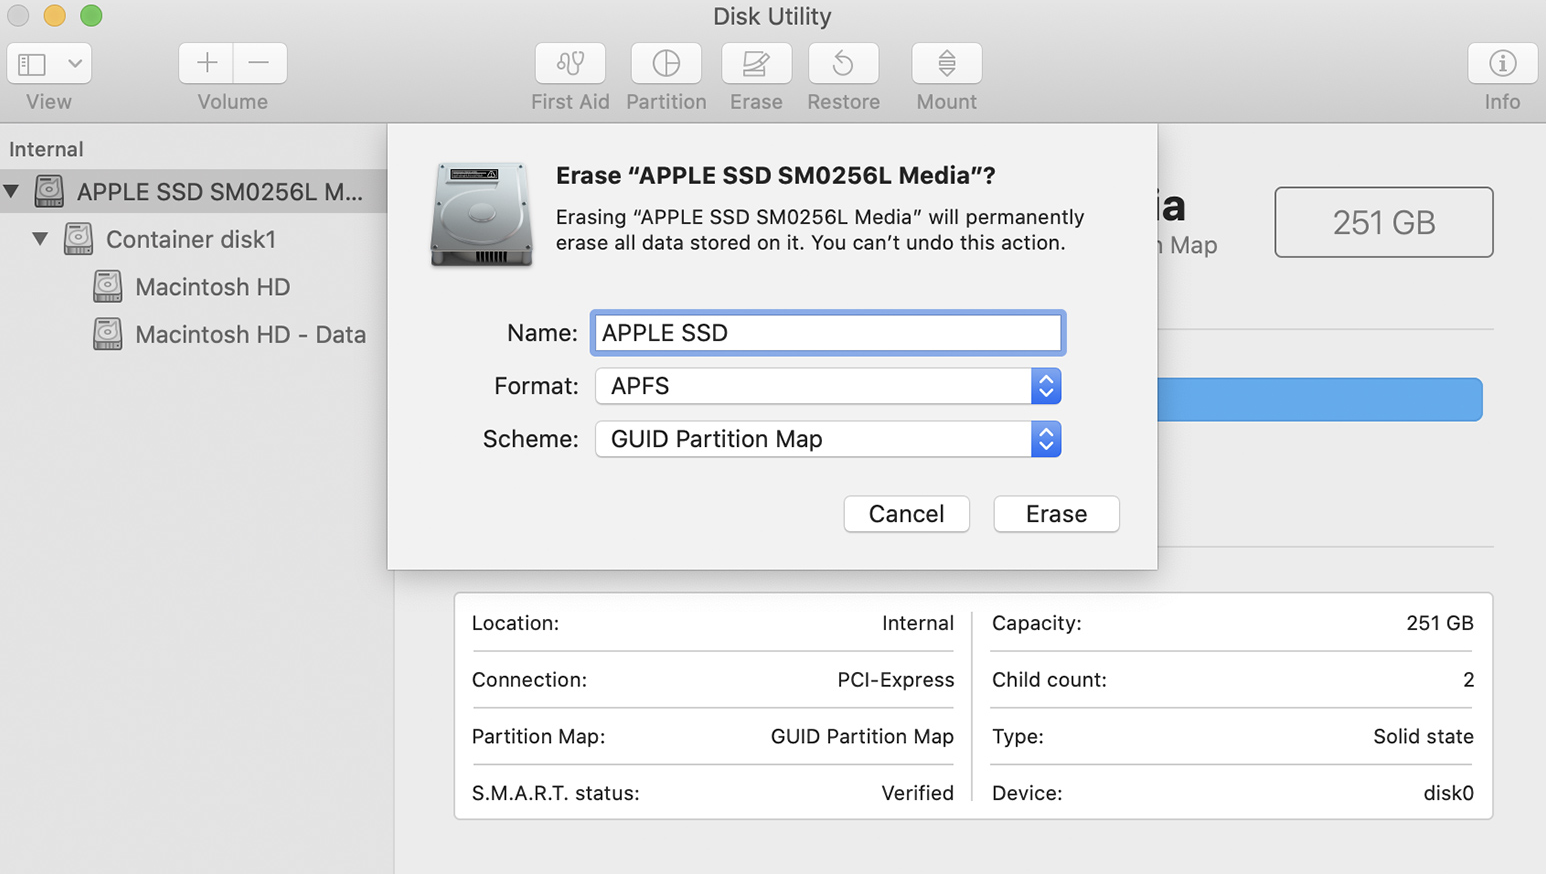 Disk Utility
View
Volume
First Aid
Partition
Erase
Restore
Mount
Info
Internal
APPLE SSD SM0256L M...
Container disk1
Macintosh HD
Macintosh HD - Data
Erase “APPLE SSD SM0256L Media”?
Erasing “APPLE SSD SM0256L Media” will permanently
erase all data stored on it. You can’t undo this action.
Name: APPLE SSD
Format: APFS
Scheme: GUID Partition Map
Cancel
Erase
ia
n Map
251 GB
Location: Internal
Connection: PCI-Express
Partition Map: GUID Partition Map
S.M.A.R.T. status: Verified
Capacity: 251 GB
Child count: 2
Type: Solid state
Device: disk0